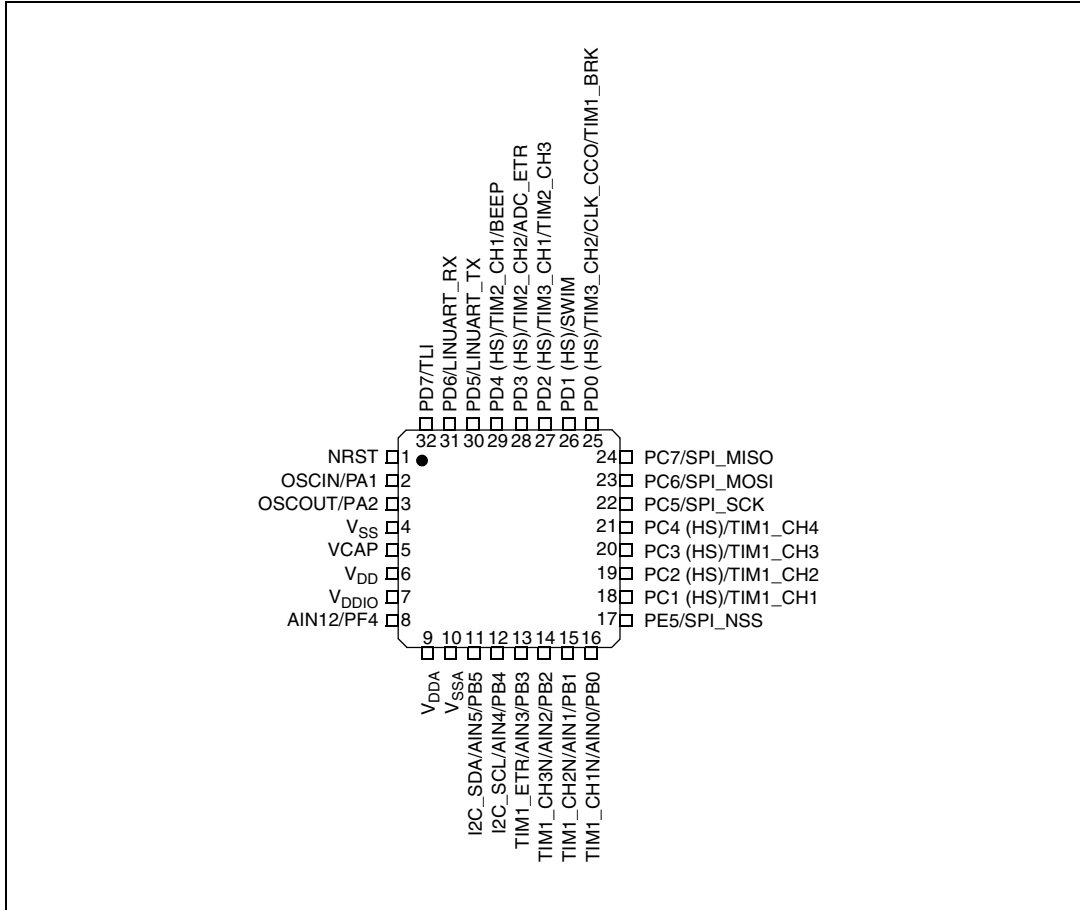 PD7/TLI
PD6/LINUART_RX
PD5/LINUART_TX
PD4 (HS)/TIM2_CH1/BEEP
PD3 (HS)/TIM2_CH2/ADC_ETR
PD2 (HS)/TIM3_CH1/TIM2_CH3
PD1 (HS)/SWIM
PD0 (HS)/TIM3_CH2/CLK_CCO/TIM1_BRK
32 31 30 29 28 27 26 25
NRST 1
OSCIN/PA1 2
OSCOUT/PA2 3
VSS 4
VCAP 5
VDD 6
VDDIO 7
AIN12/PF4 8
24 PC7/SPI_MISO
23 PC6/SPI_MOSI
22 PC5/SPI_SCK
21 PC4 (HS)/TIM1_CH4
20 PC3 (HS)/TIM1_CH3
19 PC2 (HS)/TIM1_CH2
18 PC1 (HS)/TIM1_CH1
17 PE5/SPI_NSS
9 10 11 12 13 14 15 16
VDDA
VSSA
I2C_SDA/AIN5/PB5
I2C_SCL/AIN4/PB4
TIM1_ETR/AIN3/PB3
TIM1_CH3N/AIN2/PB2
TIM1_CH2N/AIN1/PB1
TIM1_CH1N/AIN0/PB0